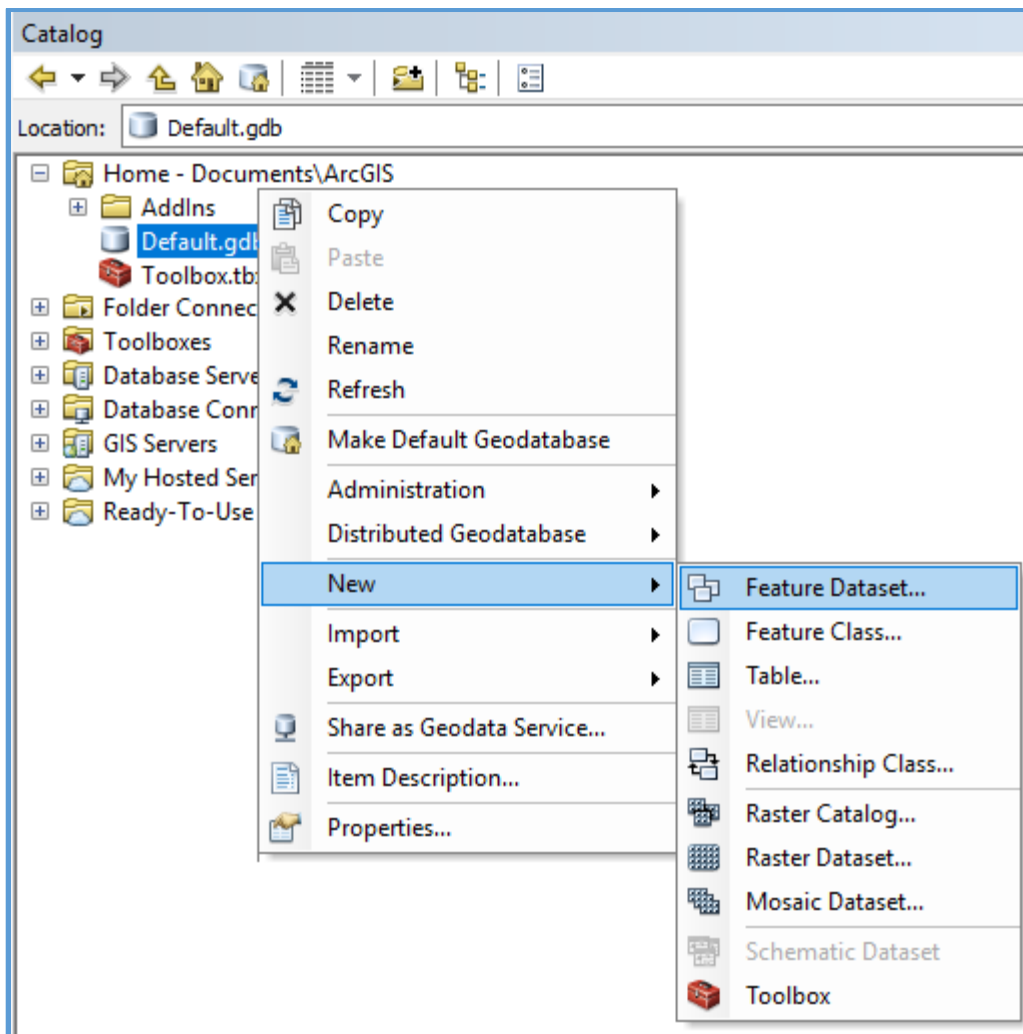 Catalog
Location: Default.gdb
Home - Documents\ArcGIS
AddIns
Default.gdb
Toolbox.tb
Folder Connec
Toolboxes
Database Serve
Database Conr
GIS Servers
My Hosted Ser
Ready-To-Use
Copy
Paste
Delete
Rename
Refresh
Make Default Geodatabase
Administration
Distributed Geodatabase
New
Import
Export
Share as Geodata Service...
Item Description...
Properties...
Feature Dataset...
Feature Class...
Table...
View...
Relationship Class...
Raster Catalog...
Raster Dataset...
Mosaic Dataset...
Schematic Dataset
Toolbox